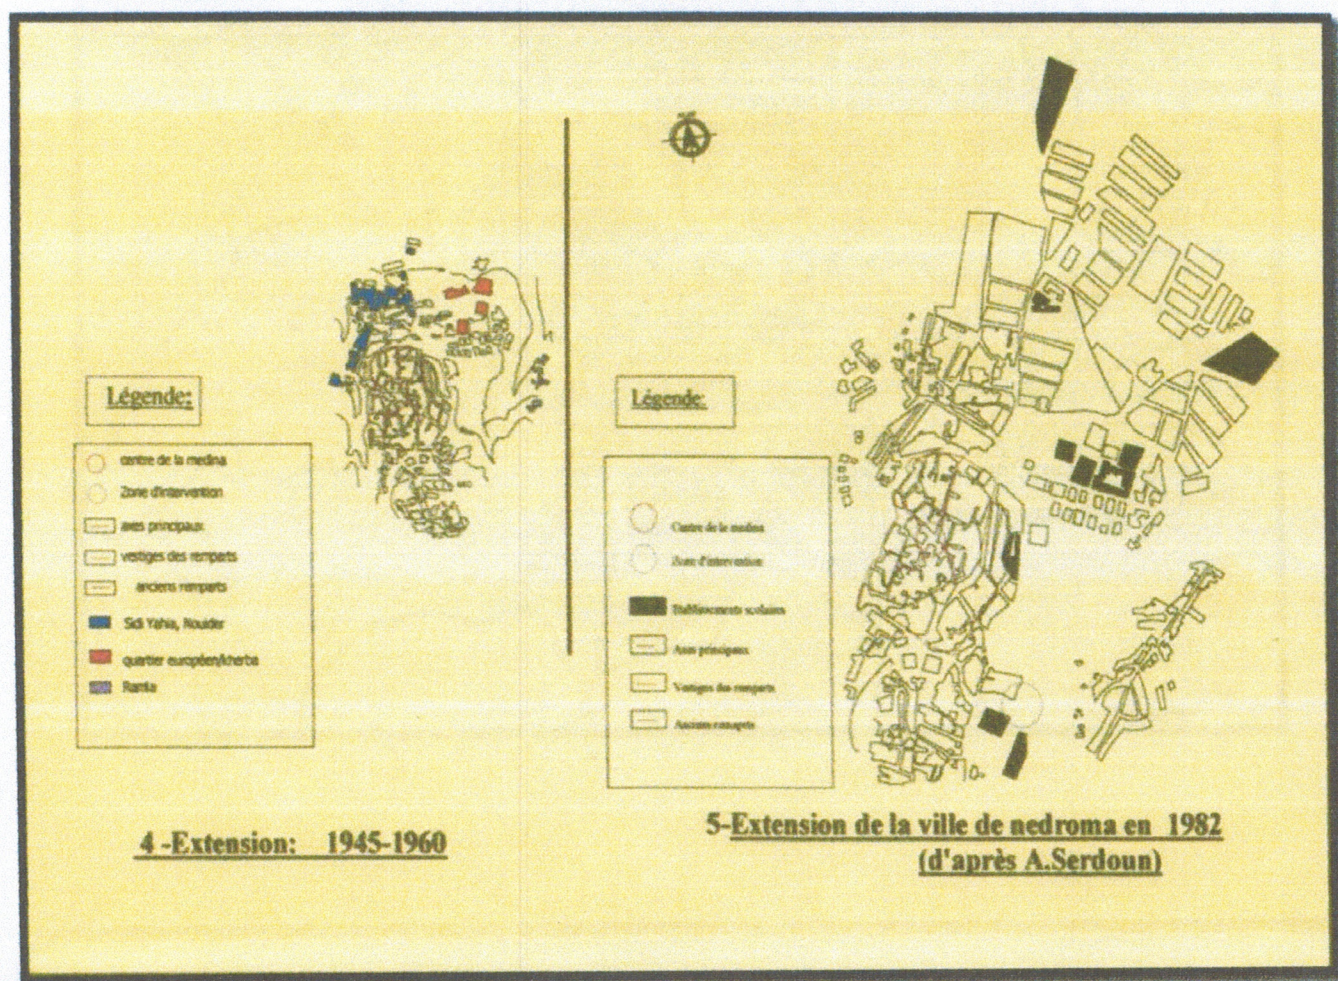 Légende:
centre de la medina
Zone d'intervention
axes principaux
vestiges des remparts
anciens remparts
Sidi Yahia, Nouider
quartier européen/kherba
Ramla
4 -Extension: 1945-1960
Légende:
Centre de la medina
Zone d'intervention
Etablissements scolaires
Axes principaux
Vestiges des remparts
Anciens
5-Extension de la ville de nedroma en 1982
(d'après A.Serdoun)